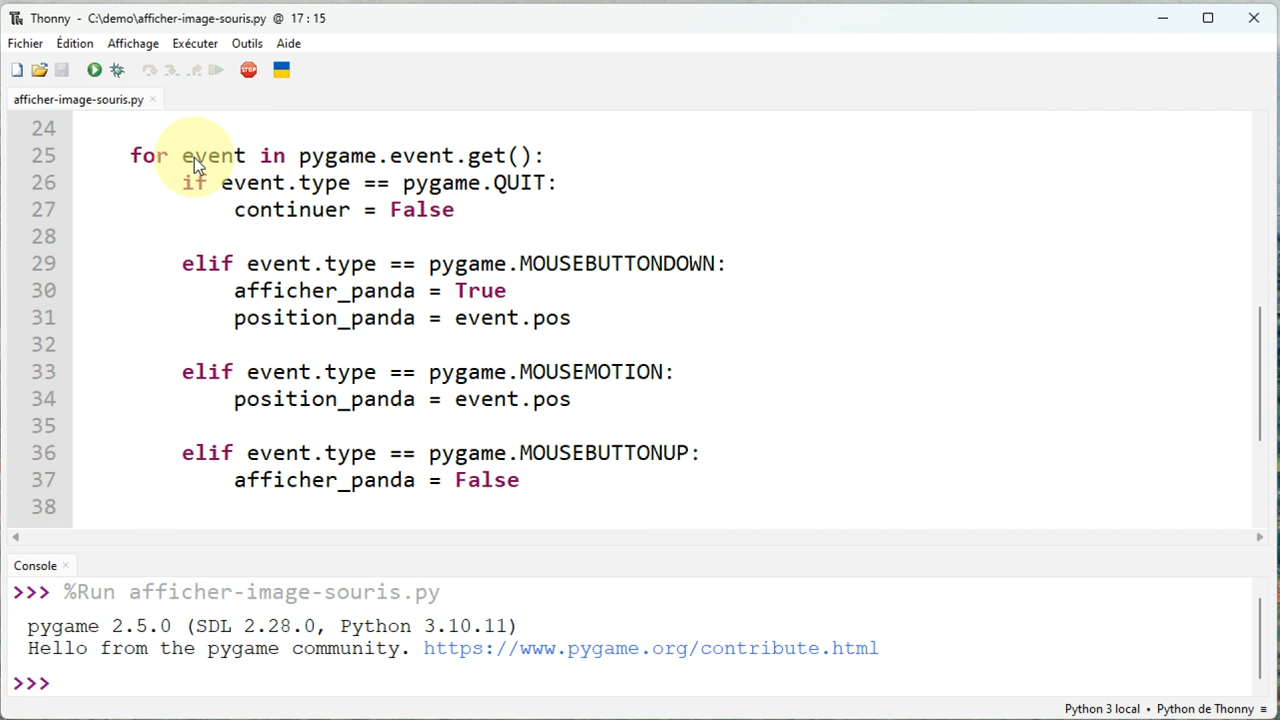 Thonny - C:\demo\afficher-image-souris.py @ 17 : 15
Fichier Édition Affichage Exécuter Outils Aide
STOP
afficher-image-souris.py ×
24
25 for event in pygame.event.get():
26 if event.type == pygame.QUIT:
27 continuer = False
28
29 elif event.type == pygame.MOUSEBUTTONDOWN:
30 afficher_panda = True
31 position_panda = event.pos
32
33 elif event.type == pygame.MOUSEMOTION:
34 position_panda = event.pos
35
36 elif event.type == pygame.MOUSEBUTTONUP:
37 afficher_panda = False
38
Console ×
>>> %Run afficher-image-souris.py
pygame 2.5.0 (SDL 2.28.0, Python 3.10.11)
Hello from the pygame community. https://www.pygame.org/contribute.html
>>>
Python 3 local • Python de Thonny ≡